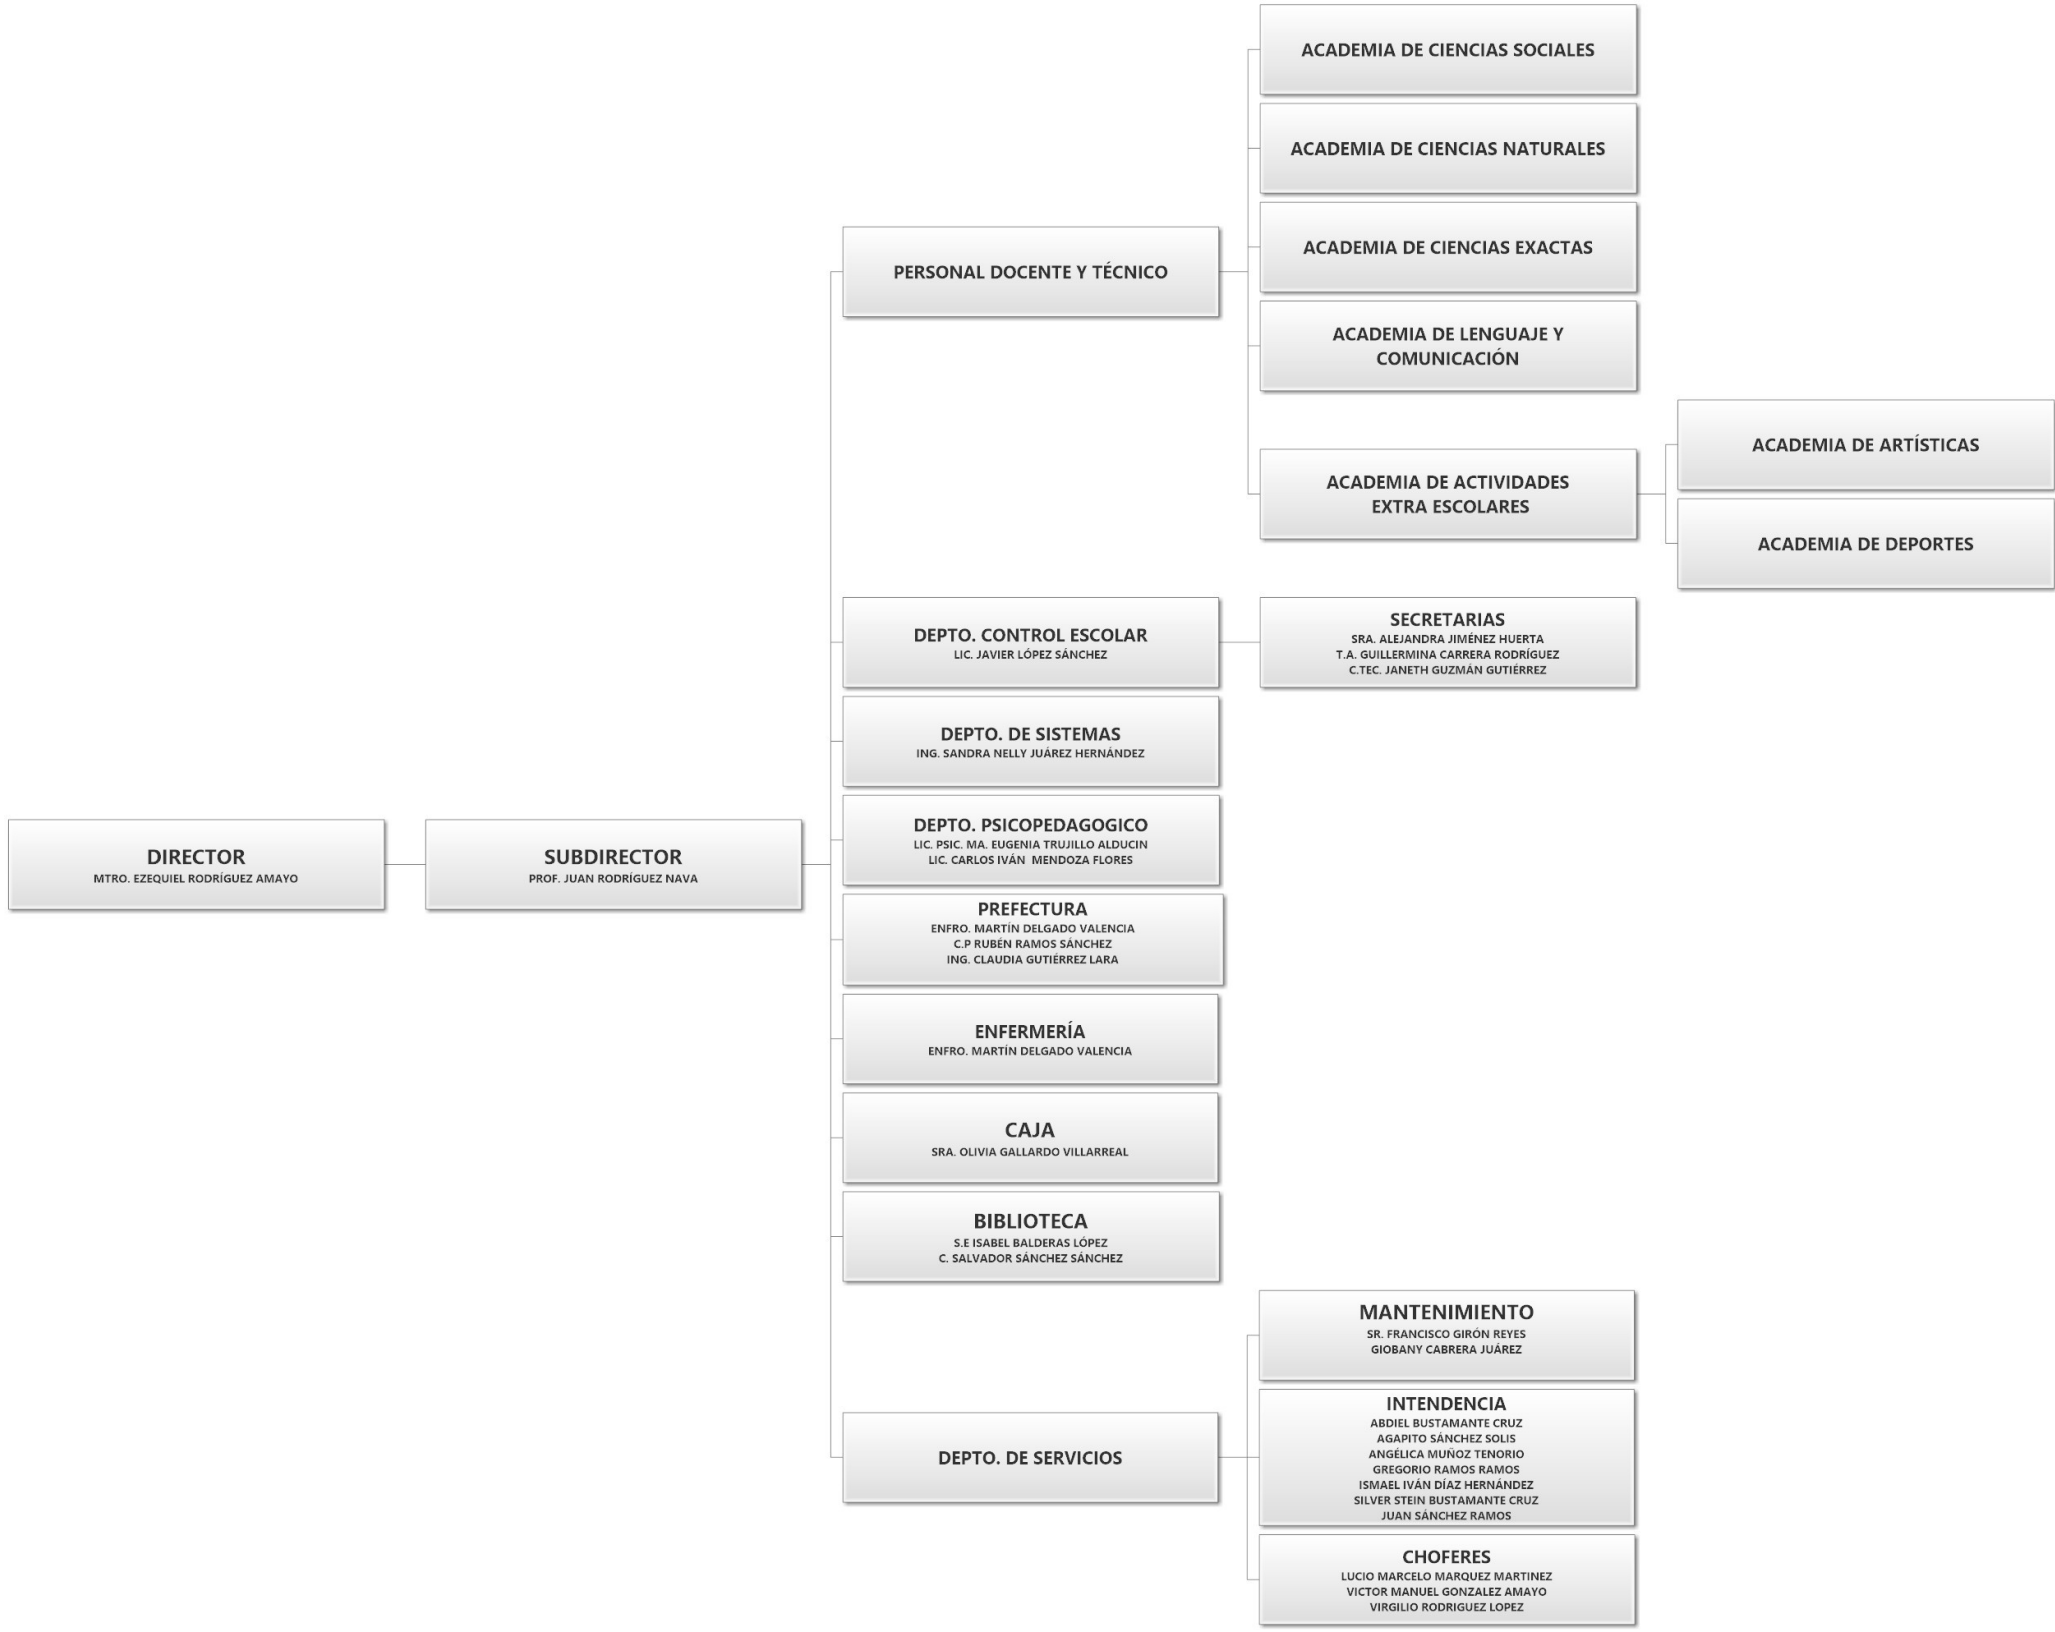 DIRECTOR
MTRO. EZEQUIEL RODRÍGUEZ AMAYO
SUBDIRECTOR
PROF. JUAN RODRÍGUEZ NAVA
PERSONAL DOCENTE Y TÉCNICO
ACADEMIA DE CIENCIAS SOCIALES
ACADEMIA DE CIENCIAS NATURALES
ACADEMIA DE CIENCIAS EXACTAS
ACADEMIA DE LENGUAJE Y
COMUNICACIÓN
ACADEMIA DE ACTIVIDADES
EXTRA ESCOLARES
ACADEMIA DE ARTÍSTICAS
ACADEMIA DE DEPORTES
DEPTO. CONTROL ESCOLAR
LIC. JAVIER LÓPEZ SÁNCHEZ
SECRETARIAS
SRA. ALEJANDRA JIMÉNEZ HUERTA
T.A. GUILLERMINA CARRERA RODRÍGUEZ
C.TEC. JANETH GUZMÁN GUTIÉRREZ
DEPTO. DE SISTEMAS
ING. SANDRA NELLY JUÁREZ HERNÁNDEZ
DEPTO. PSICOPEDAGOGICO
LIC. PSIC. MA. EUGENIA TRUJILLO ALDUCIN
LIC. CARLOS IVÁN  MENDOZA FLORES
PREFECTURA
ENFRO. MARTÍN DELGADO VALENCIA
C.P RUBÉN RAMOS SÁNCHEZ
ING. CLAUDIA GUTIÉRREZ LARA
ENFERMERÍA
ENFRO. MARTÍN DELGADO VALENCIA
CAJA
SRA. OLIVIA GALLARDO VILLARREAL
BIBLIOTECA
S.E ISABEL BALDERAS LÓPEZ
C. SALVADOR SÁNCHEZ SÁNCHEZ
DEPTO. DE SERVICIOS
MANTENIMIENTO
SR. FRANCISCO GIRÓN REYES
GIOBANY CABRERA JUÁREZ
INTENDENCIA
ABDIEL BUSTAMANTE CRUZ
AGAPITO SÁNCHEZ SOLIS
ANGÉLICA MUÑOZ TENORIO
GREGORIO RAMOS RAMOS
ISMAEL IVÁN DÍAZ HERNÁNDEZ
SILVER STEIN BUSTAMANTE CRUZ
JUAN SÁNCHEZ RAMOS
CHOFERES
LUCIO MARCELO MARQUEZ MARTINEZ
VICTOR MANUEL GONZALEZ AMAYO
VIRGILIO RODRIGUEZ LOPEZ